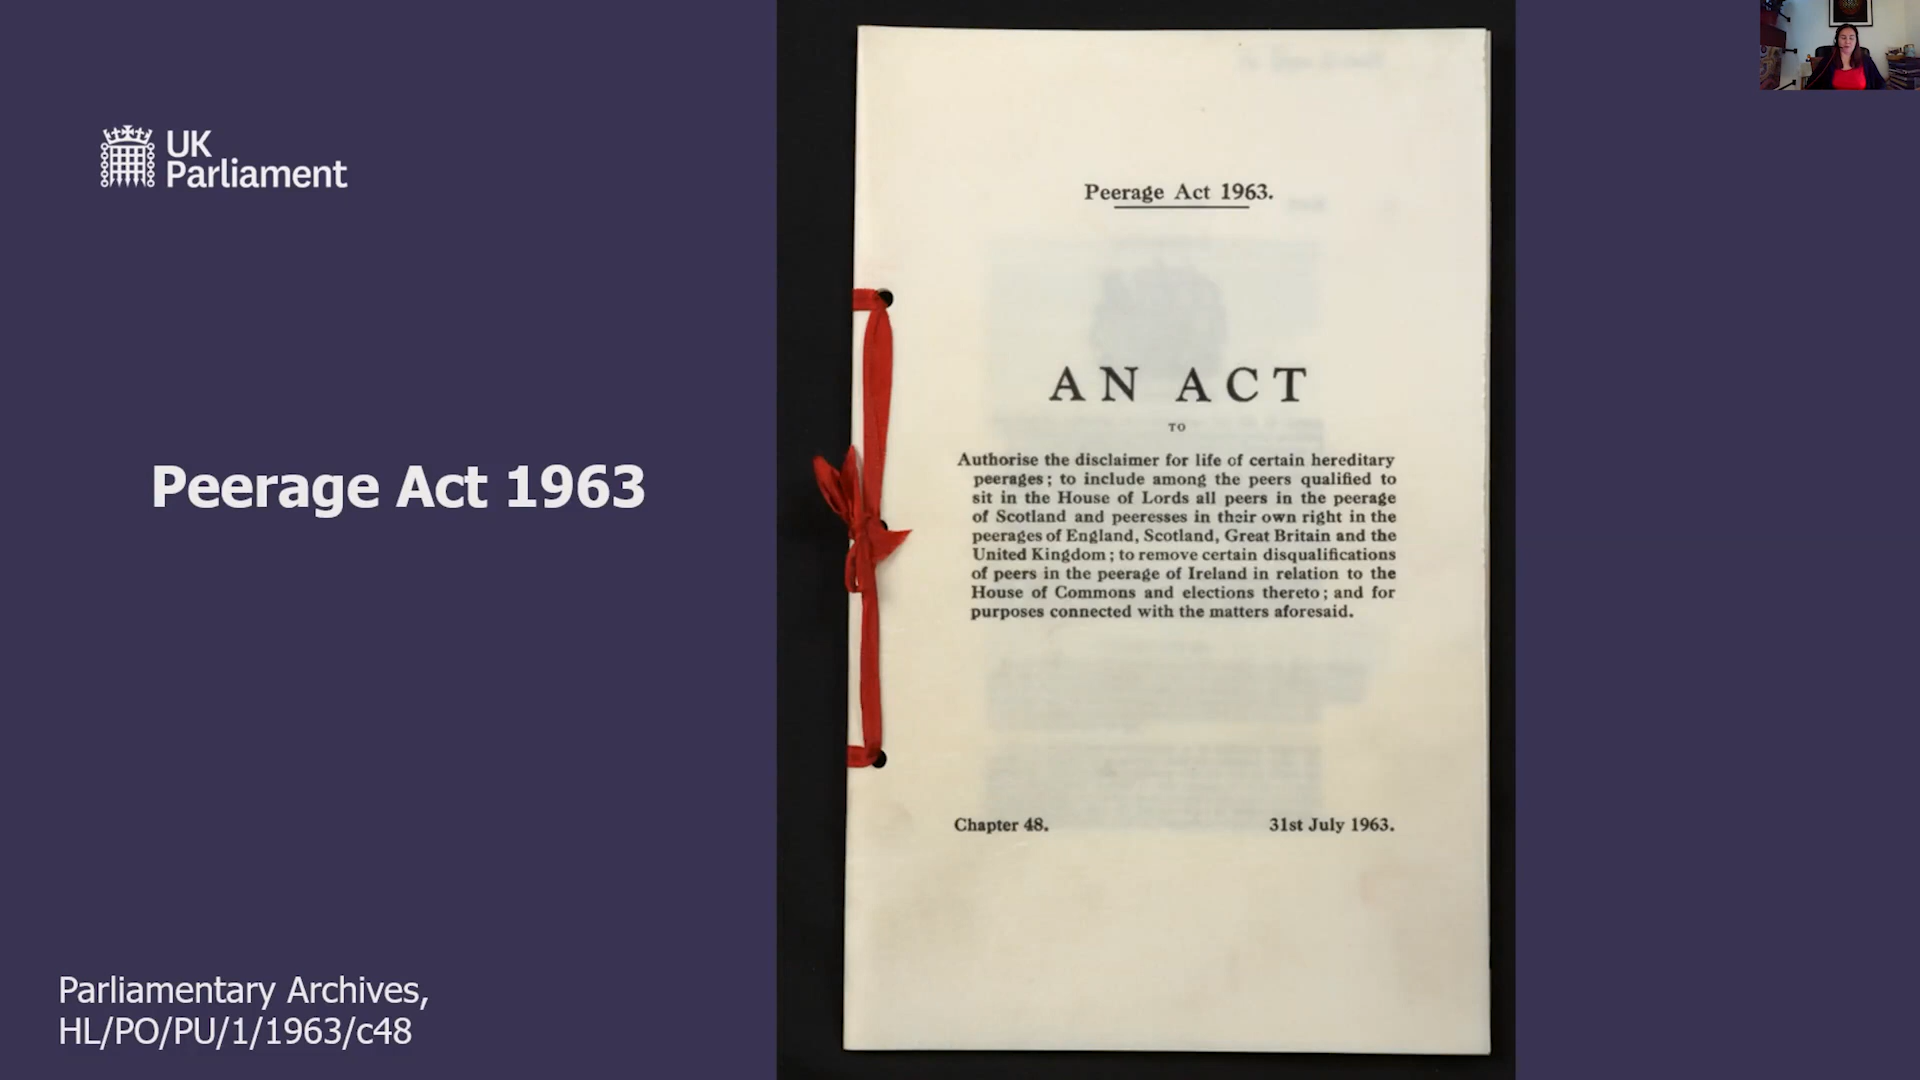 UK
Parliament
Peerage Act 1963
Parliamentary Archives,
HL/PO/PU/1/1963/c48
Peerage Act 1963.
AN ACT
TO
Authorise the disclaimer for life of certain hereditary
peerages; to include among the peers qualified to
sit in the House of Lords all peers in the peerage
of Scotland and peeresses in their own right in the
peerages of England, Scotland, Great Britain and the
United Kingdom; to remove certain disqualifications
of peers in the peerage of Ireland in relation to the
House of Commons and elections thereto; and for
purposes connected with the matters aforesaid.
Chapter 48.
31st July 1963.